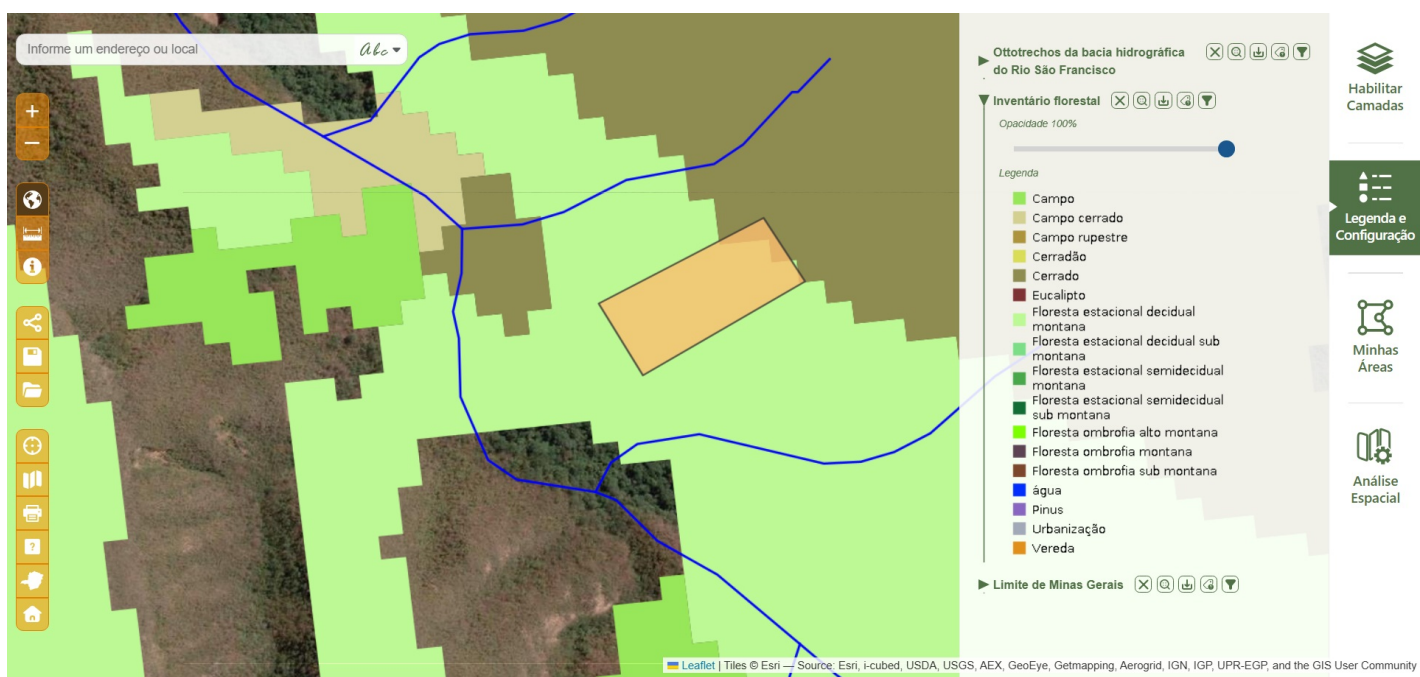 Informe um endereço ou local
Abc
Ottotrechos da bacia hidrográfica
do Rio São Francisco
Inventário florestal
Opacidade 100%
Legenda
Campo
Campo cerrado
Campo rupestre
Cerradão
Cerrado
Eucalipto
Floresta estacional decidual
montana
Floresta estacional decidual sub
montana
Floresta estacional semidecidual
montana
Floresta estacional semidecidual
sub montana
Floresta ombrofia alto montana
Floresta ombrofia montana
Floresta ombrofia sub montana
água
Pinus
Urbanização
Vereda
Limite de Minas Gerais
Habilitar
Camadas
Legenda e
Configuração
Minhas
Áreas
Análise
Espacial
Leaflet | Tiles © Esri — Source: Esri, i-cubed, USDA, USGS, AEX, GeoEye, Getmapping, Aerogrid, IGN, IGP, UPR-EGP, and the GIS User Community